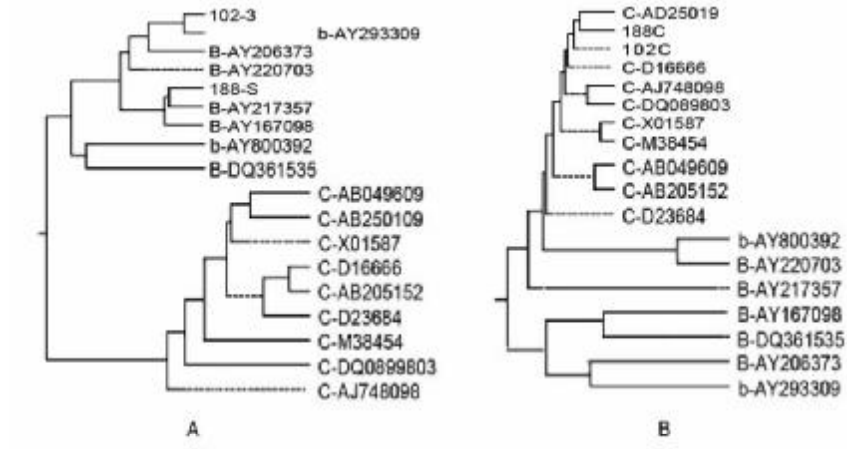 102-3
b-AY293309
B-AY206373
B-AY220703
188-S
B-AY217357
B-AY167098
b-AY800392
B-DQ361535
C-AB049609
C-AB250109
C-X01587
C-D16666
C-AB205152
C-D23684
C-M38454
C-DQ0899803
C-AJ748098
A
C-AD25019
188C
102C
C-D16666
C-AJ748098
C-DQ089803
C-X01587
C-M38454
C-AB049609
C-AB205152
C-D23684
b-AY800392
B-AY220703
B-AY217357
B-AY167098
B-DQ361535
B-AY206373
b-AY293309
B